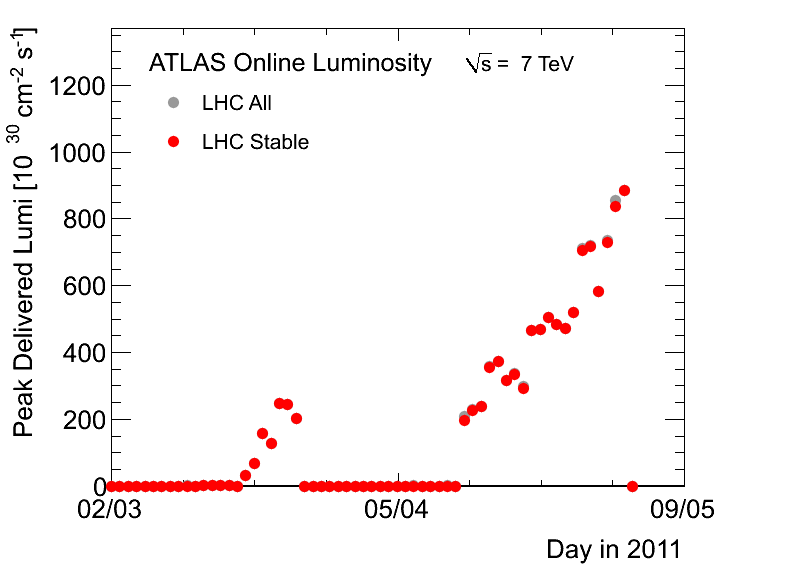 ATLAS Online Luminosity √s = 7 TeV
LHC All
LHC Stable
Peak Delivered Lumi [10 30 cm-2 s-1]
1200
1000
800
600
400
200
0
02/03 05/04 09/05
Day in 2011